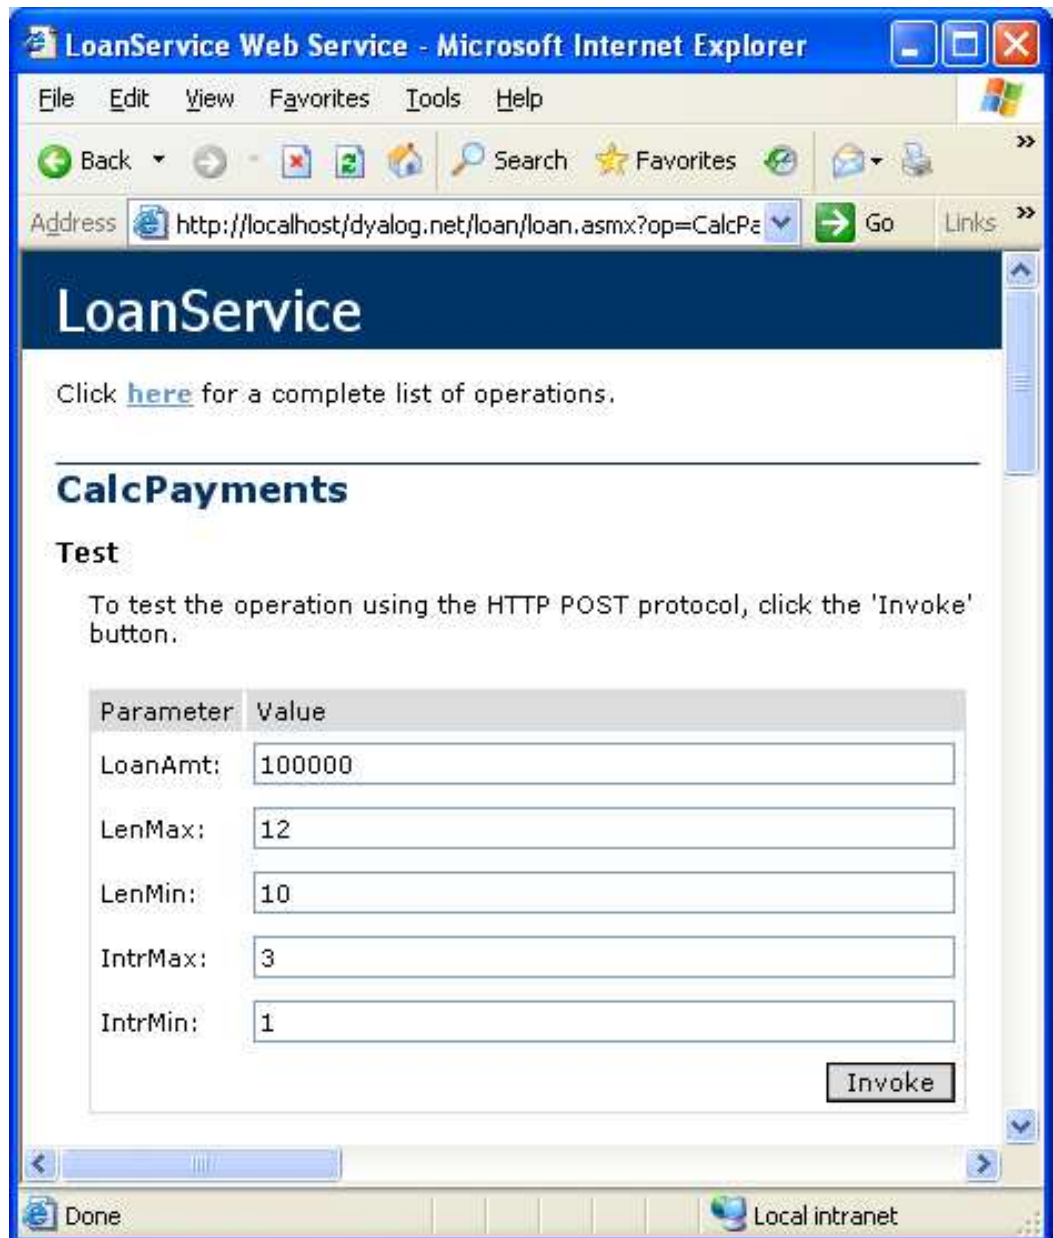 LoanService Web Service - Microsoft Internet Explorer
File Edit View Favorites Tools Help
Back Search Favorites
Address http://localhost/dyalog.net/loan/loan.asmx?op=CalcPa Go Links
LoanService
Click here for a complete list of operations.
CalcPayments
Test
To test the operation using the HTTP POST protocol, click the 'Invoke'
button.
Parameter Value
LoanAmt: 100000
LenMax: 12
LenMin: 10
IntrMax: 3
IntrMin: 1
Invoke
Done Local intranet